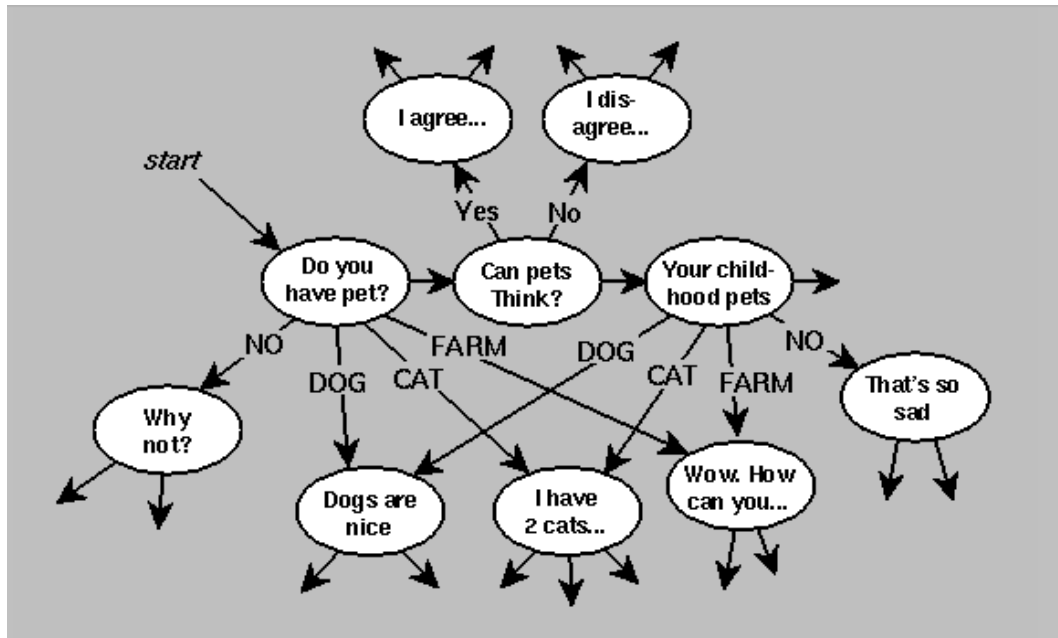 I agree...
I dis-
agree...
start
Yes
No
Do you
have pet?
Can pets
Think?
Your child-
hood pets
NO
DOG
CAT
FARM
DOG
CAT
FARM
NO
Why
not?
That's so
sad
Dogs are
nice
I have
2 cats...
Wow. How
can you...